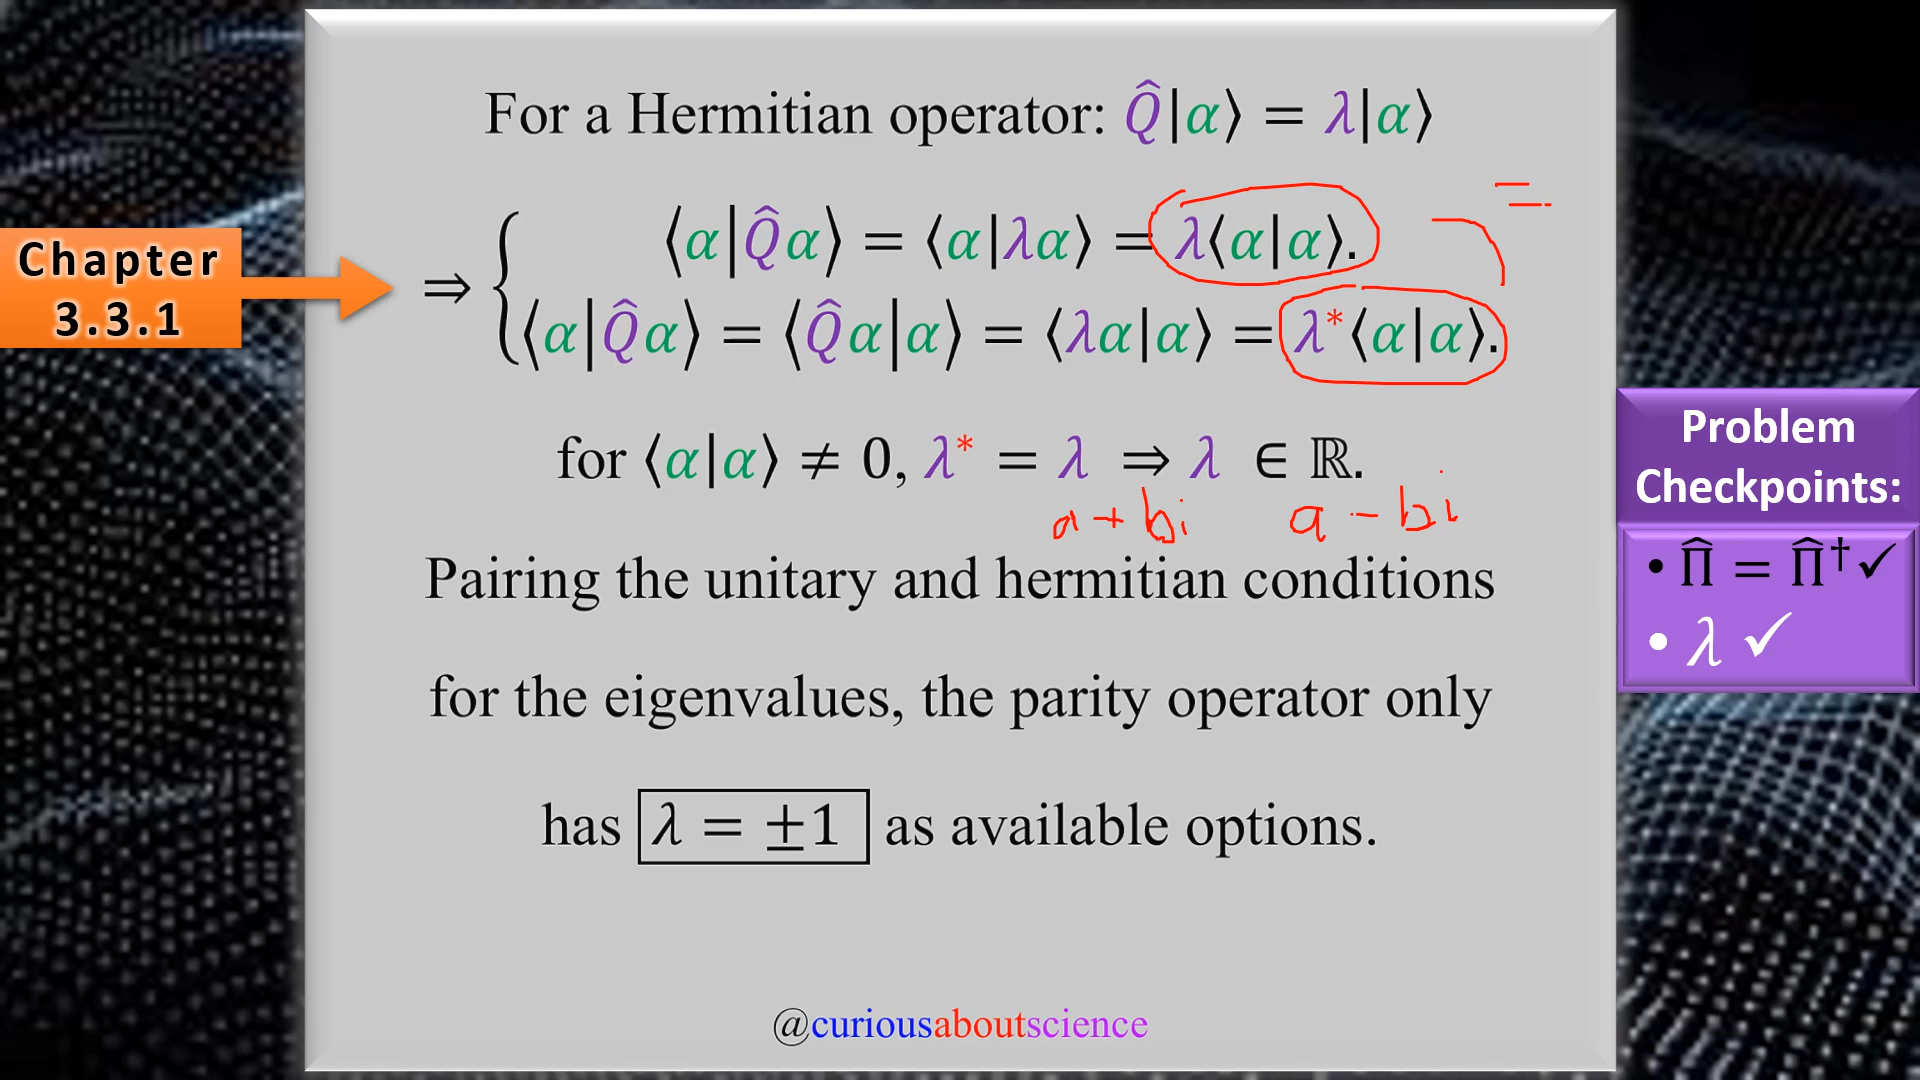 For a Hermitian operator: Q̂|α⟩ = λ|α⟩
Chapter
3.3.1
⇒ { ⟨α|Q̂α⟩ = ⟨α|λα⟩ = λ⟨α|α⟩.
⟨α|Q̂α⟩ = ⟨Q̂α|α⟩ = ⟨λα|α⟩ = λ*⟨α|α⟩.
=
for ⟨α|α⟩ ≠ 0, λ* = λ ⇒ λ ∈ ℝ.
a + bi a - bi
Pairing the unitary and hermitian conditions
for the eigenvalues, the parity operator only
has λ = ±1 as available options.
Problem
Checkpoints:
• Π̂ = Π̂† ✓
• λ ✓
@curiousaboutscience